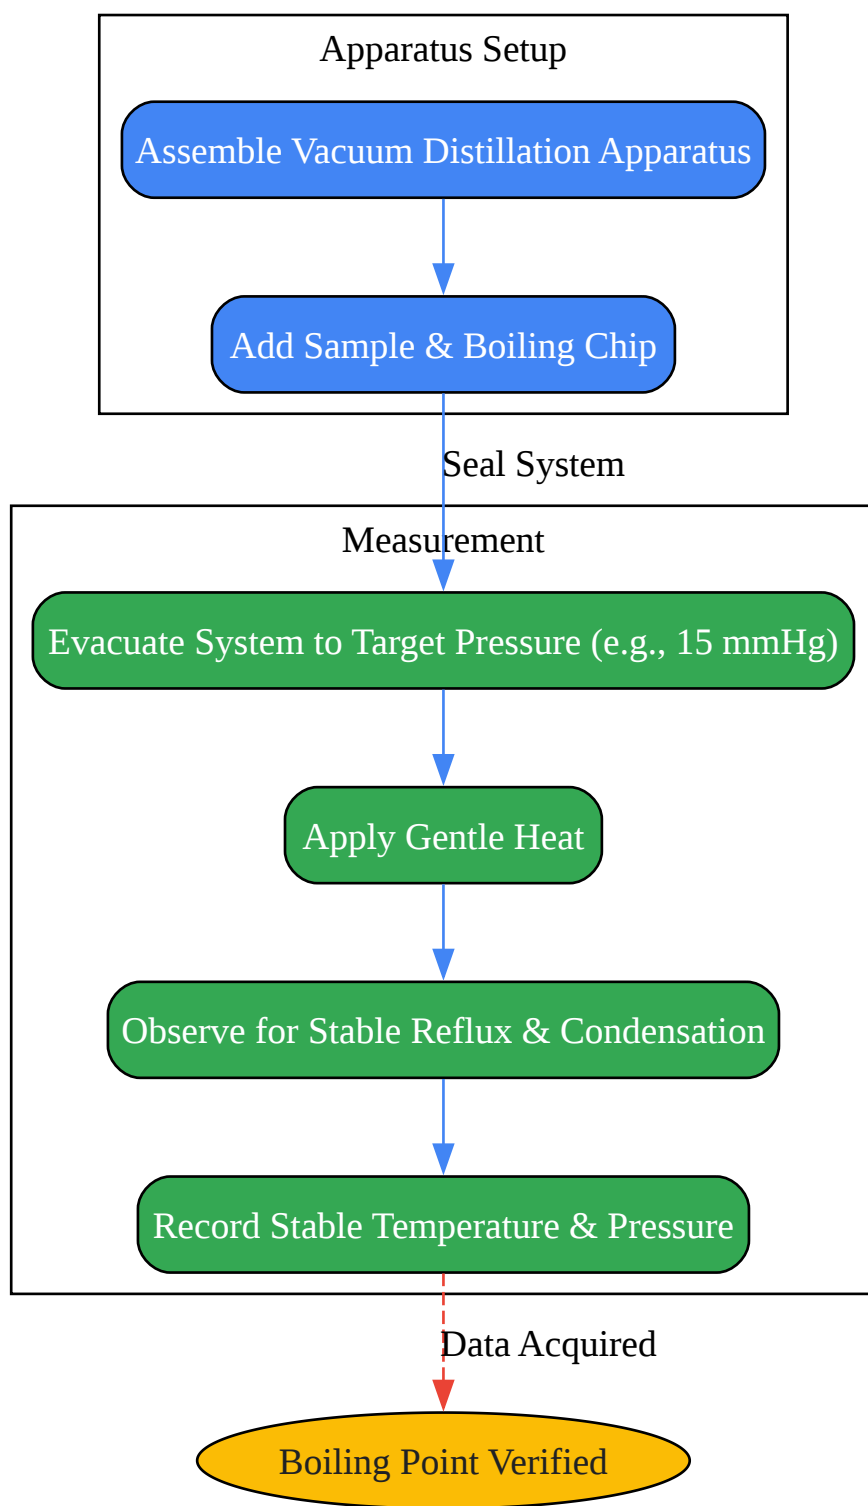 Apparatus Setup
Assemble Vacuum Distillation Apparatus
Add Sample & Boiling Chip
Seal System
Measurement
Evacuate System to Target Pressure (e.g., 15 mmHg)
Apply Gentle Heat
Observe for Stable Reflux & Condensation
Record Stable Temperature & Pressure
Data Acquired
Boiling Point Verified